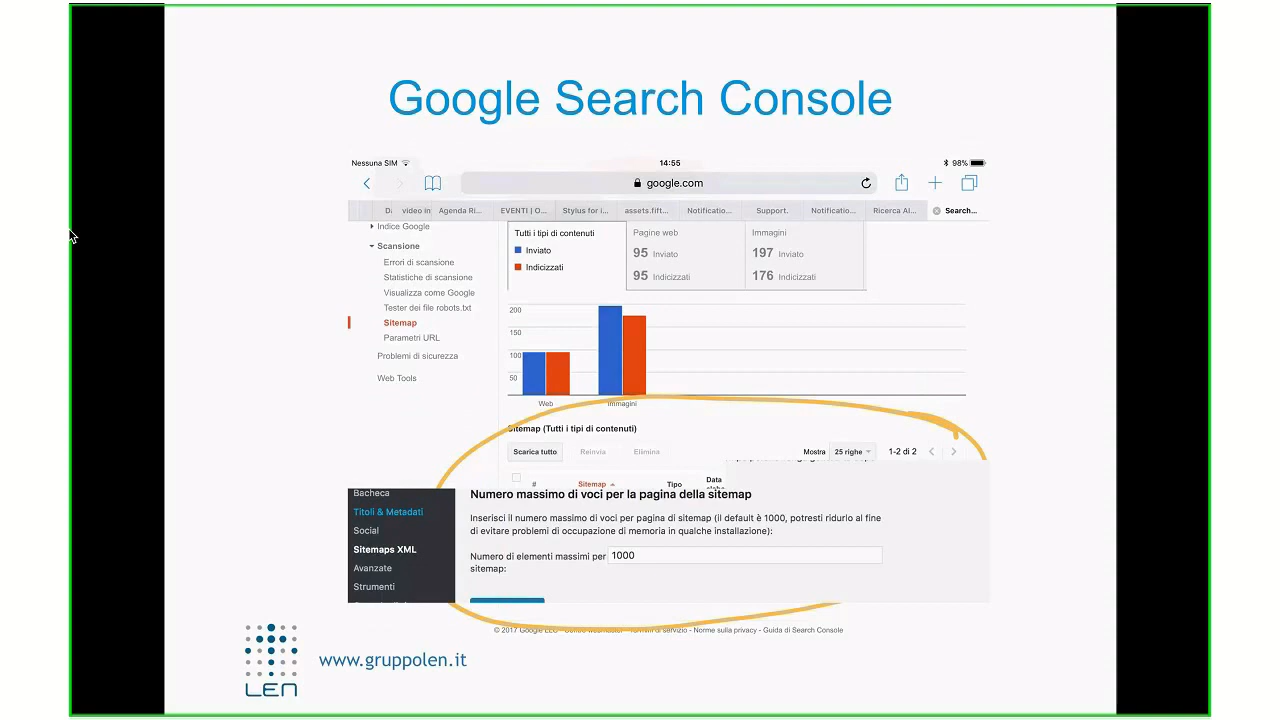 Google Search Console
Nessuna SIM
14:55
98%
google.com
video in
Agenda Ri...
EVENTI | O...
Stylus for i...
assets.fift...
Notificatio...
Support.
Notificatio...
Ricerca Al...
Search...
Indice Google
Scansione
Errori di scansione
Statistiche di scansione
Visualizza come Google
Tester dei file robots.txt
Sitemap
Parametri URL
Problemi di sicurezza
Web Tools
Tutti i tipi di contenuti
Inviato
Indicizzati
Pagine web
95 Inviato
95 Indicizzati
Immagini
197 Inviato
176 Indicizzati
200
150
100
50
Web
Immagini
Sitemap (Tutti i tipi di contenuti)
Scarica tutto
Reinvia
Elimina
Mostra
25 righe
1-2 di 2
#
Sitemap
Tipo
Data
Bacheca
Titoli & Metadati
Social
Sitemaps XML
Avanzate
Strumenti
Numero massimo di voci per la pagina della sitemap
Inserisci il numero massimo di voci per pagina di sitemap (il default è 1000, potresti ridurlo al fine
di evitare problemi di occupazione di memoria in qualche installazione):
Numero di elementi massimi per
sitemap:
1000
© 2017 Google LLC - Centro webmaster - Termini di servizio - Norme sulla privacy - Guida di Search Console
LEN
www.gruppolen.it